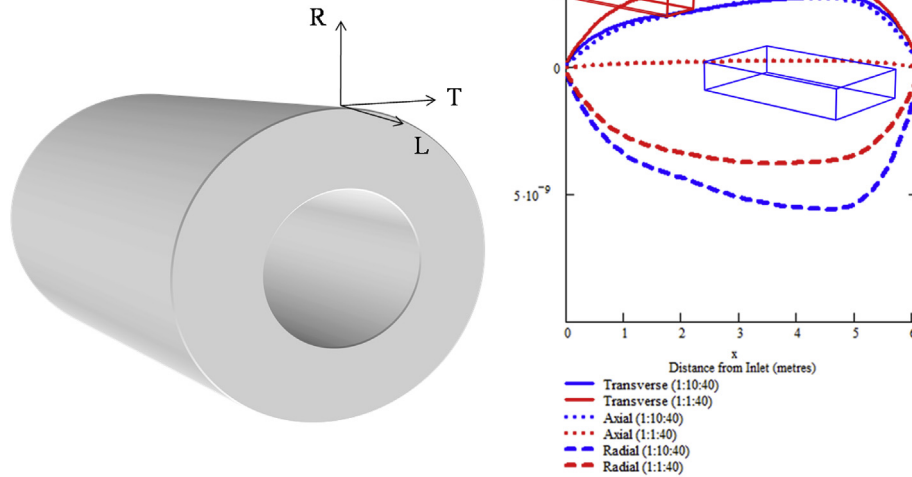 R
T
L
0
5·10⁻⁹
0 1 2 3 4 5 6
x
Distance from Inlet (metres)
Transverse (1:10:40)
Transverse (1:1:40)
Axial (1:10:40)
Axial (1:1:40)
Radial (1:10:40)
Radial (1:1:40)